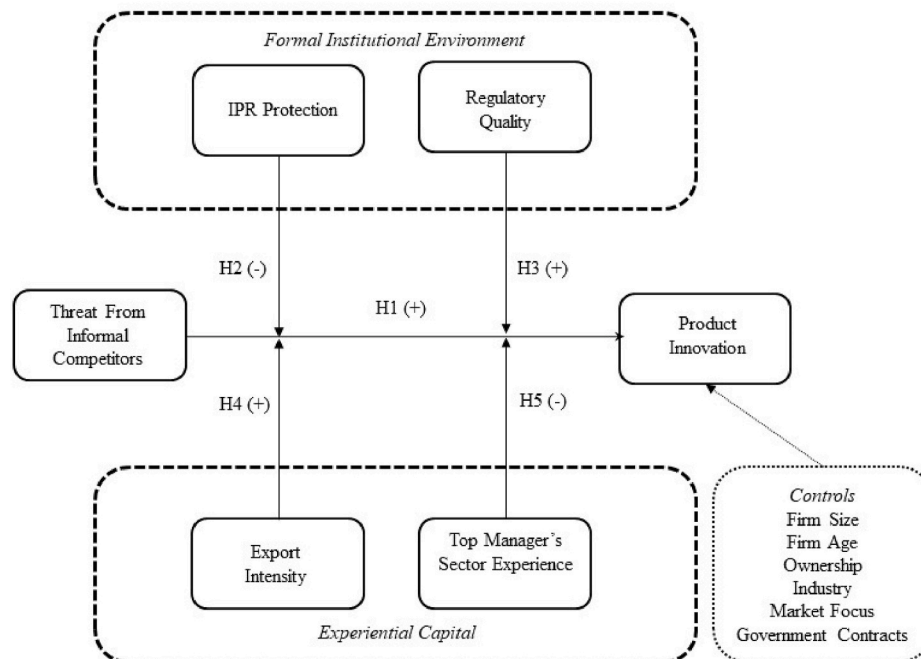 Formal Institutional Environment
IPR Protection
Regulatory
Quality
H2 (-)
H3 (+)
H1 (+)
Threat From
Informal
Competitors
Product
Innovation
H4 (+)
H5 (-)
Export
Intensity
Top Manager’s
Sector Experience
Experiential Capital
Controls
Firm Size
Firm Age
Ownership
Industry
Market Focus
Government Contracts